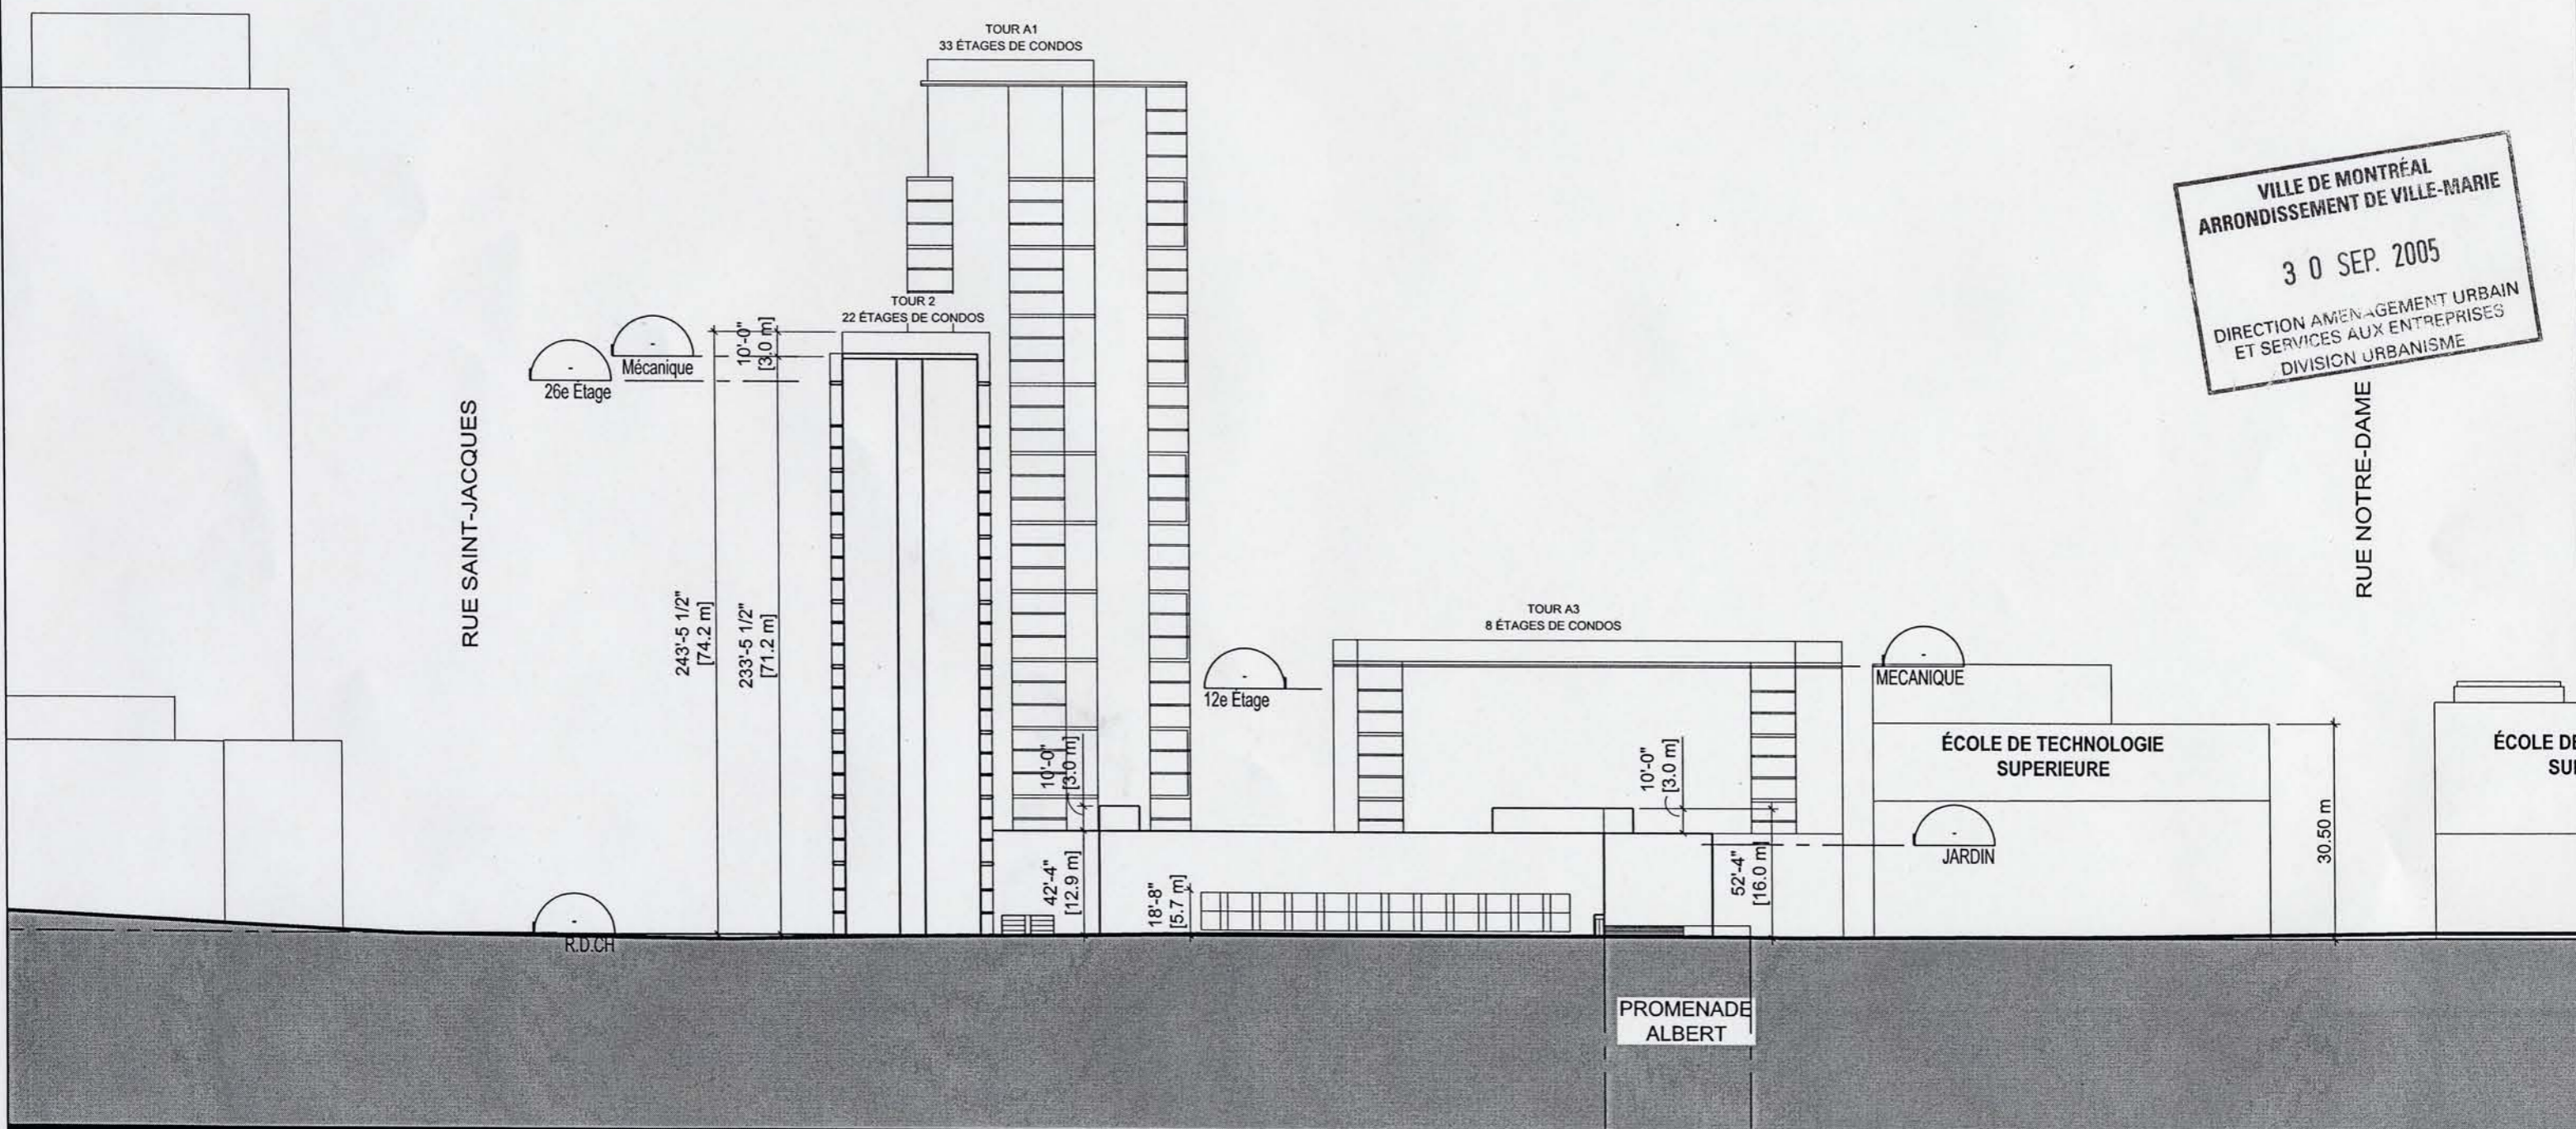 TOUR A1
33 ÉTAGES DE CONDOS
VILLE DE MONTRÉAL
ARRONDISSEMENT DE VILLE-MARIE
3 0 SEP. 2005
DIRECTION AMENAGEMENT URBAIN
ET SERVICES AUX ENTREPRISES
DIVISION URBANISME
TOUR 2
22 ÉTAGES DE CONDOS
10'-0"
[3.0 m]
Mécanique
26e Étage
RUE SAINT-JACQUES
RUE NOTRE-DAME
243'-5 1/2"
[74.2 m]
233'-5 1/2"
[71.2 m]
TOUR A3
8 ÉTAGES DE CONDOS
12e Étage
MECANIQUE
10'-0"
[3.0 m]
10'-0"
[3.0 m]
ÉCOLE DE TECHNOLOGIE
SUPERIEURE
ÉCOLE DE
SU
30.50 m
JARDIN
42'-4"
[12.9 m]
18'-8"
[5.7 m]
52'-4"
[16.0 m]
R.D.CH
PROMENADE
ALBERT